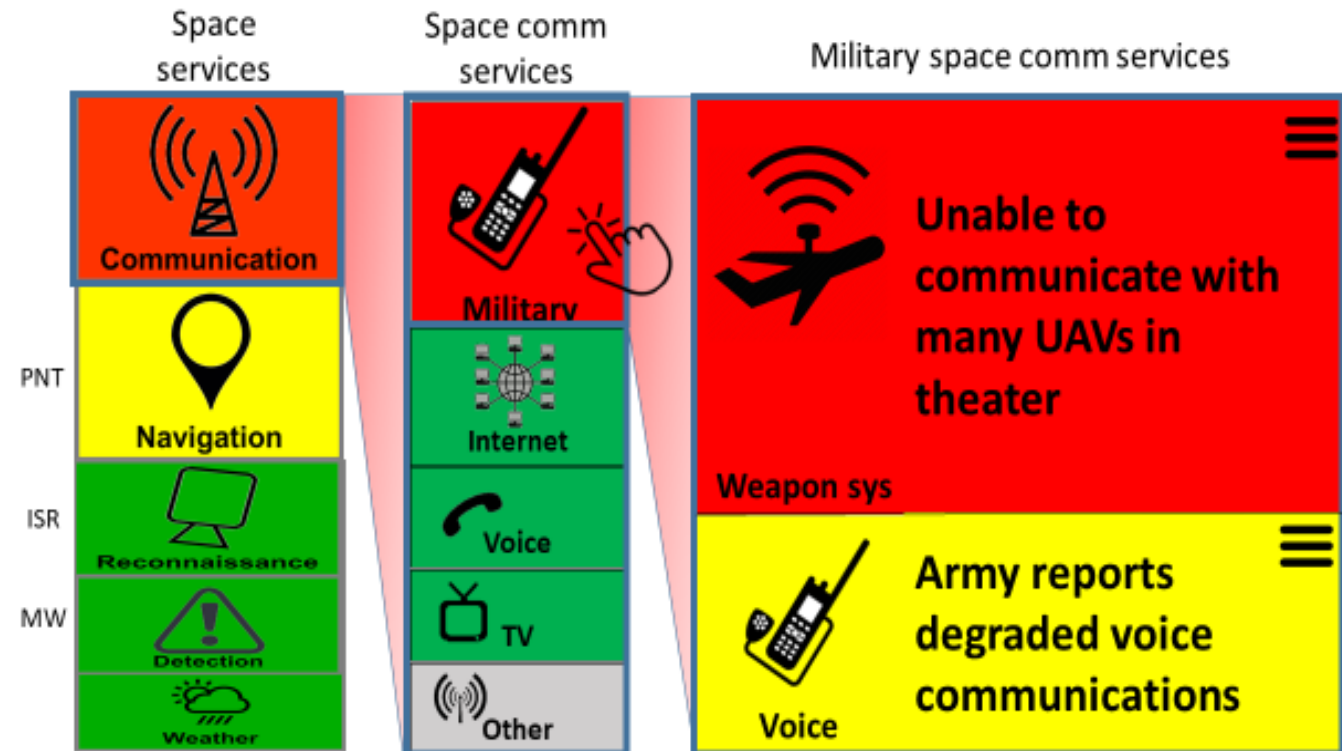 Space
services
Space comm
services
Military space comm services
Communication
PNT
Navigation
ISR
Reconnaissance
MW
Detection
Weather
Military
Internet
Voice
TV
Other
Unable to
communicate with
many UAVs in
theater
Weapon sys
Army reports
degraded voice
communications
Voice